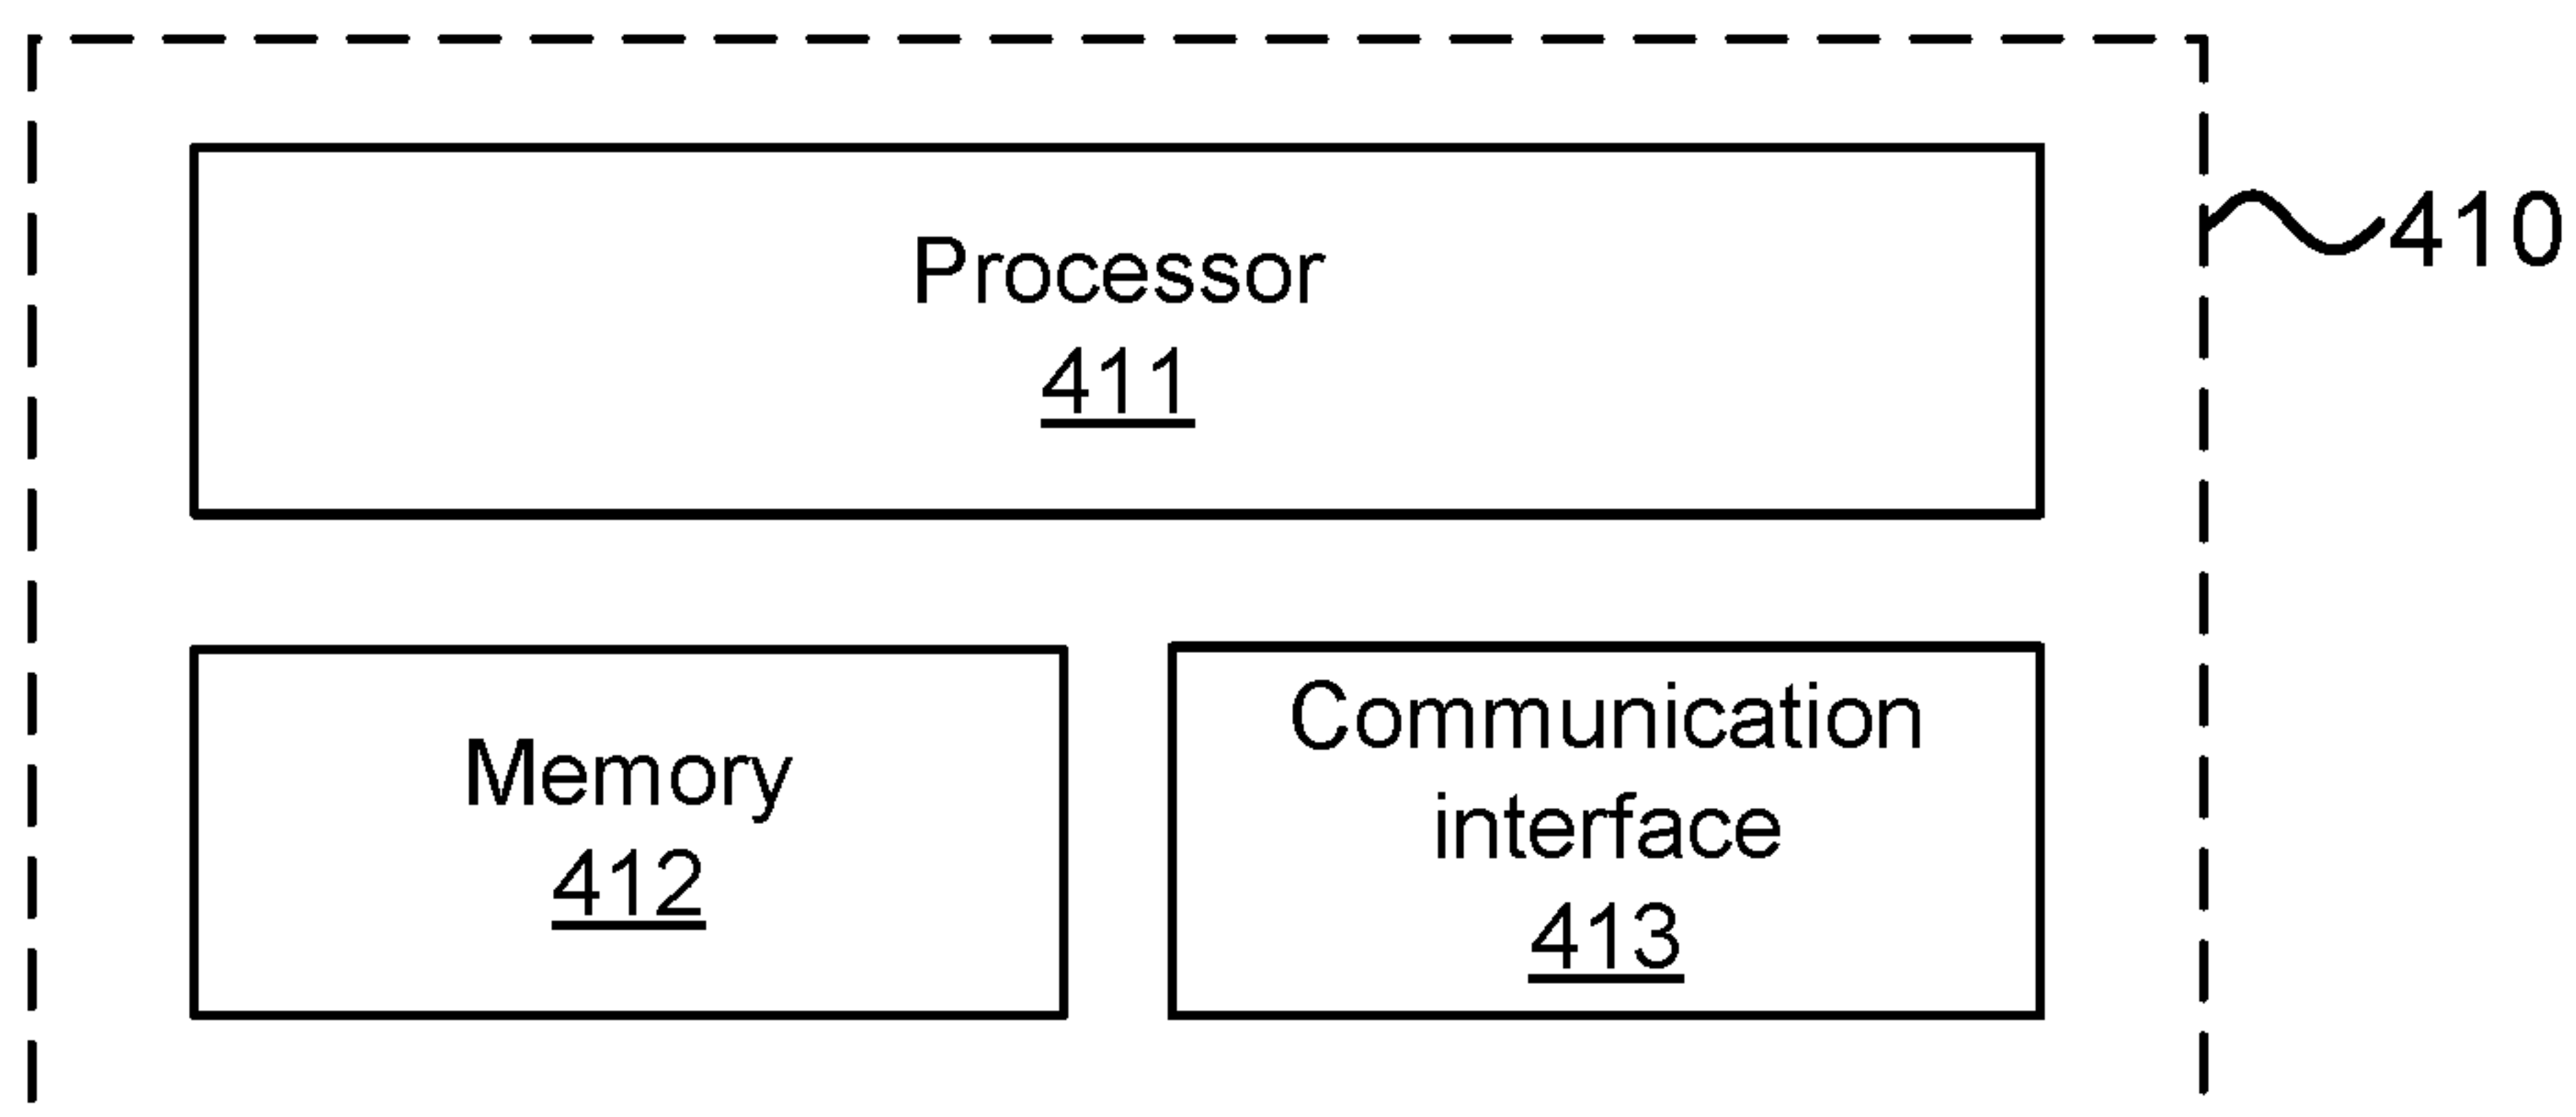 Processor
411
410
Memory
412
Communication
interface
413